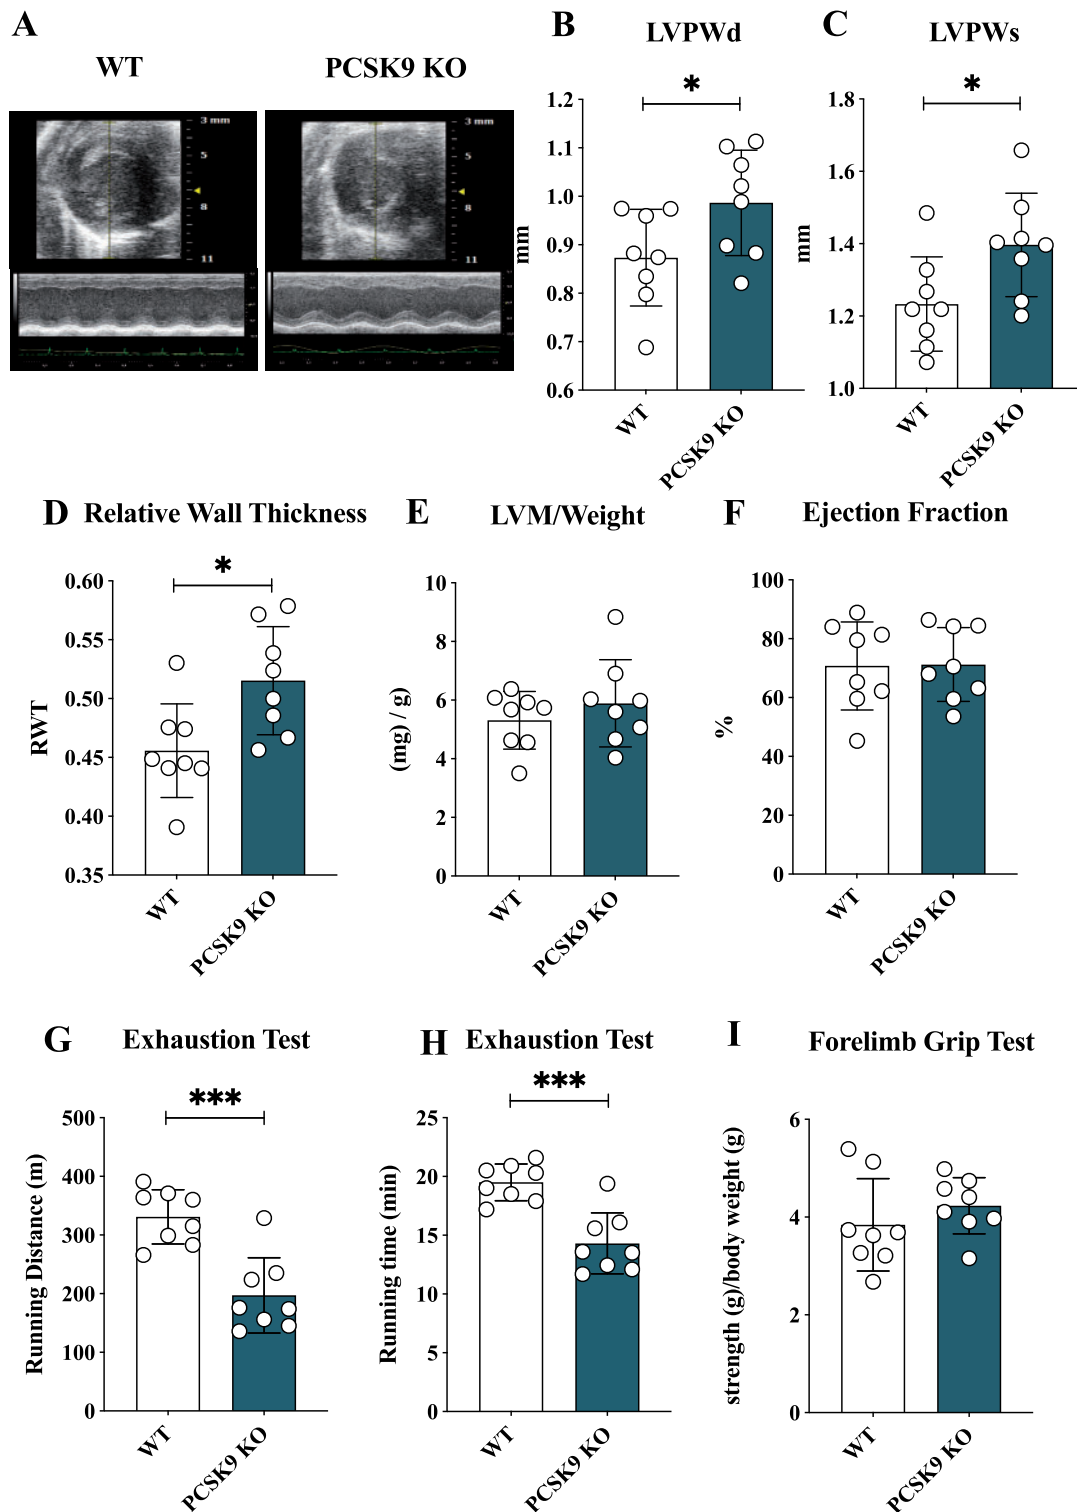 A
WT
PCSK9 KO
3 mm
5
8
11
3 mm
5
8
11
B
LVPWd
*
1.2
1.0
0.9
0.8
0.7
0.6
mm
WT
PCSK9 KO
C
LVPWs
*
1.8
1.6
1.4
1.2
1.0
mm
WT
PCSK9 KO
D Relative Wall Thickness
*
0.60
0.55
0.50
0.45
0.40
0.35
RWT
WT
PCSK9 KO
E
LVM/Weight
10
8
6
4
2
0
(mg) / g
WT
PCSK9 KO
F
Ejection Fraction
100
80
60
40
20
0
%
WT
PCSK9 KO
G
Exhaustion Test
***
500
400
300
200
100
0
Running Distance (m)
WT
PCSK9 KO
H
Exhaustion Test
***
25
20
15
10
5
0
Running time (min)
WT
PCSK9 KO
I
Forelimb Grip Test
6
4
2
0
strength (g)/body weight (g)
WT
PCSK9 KO